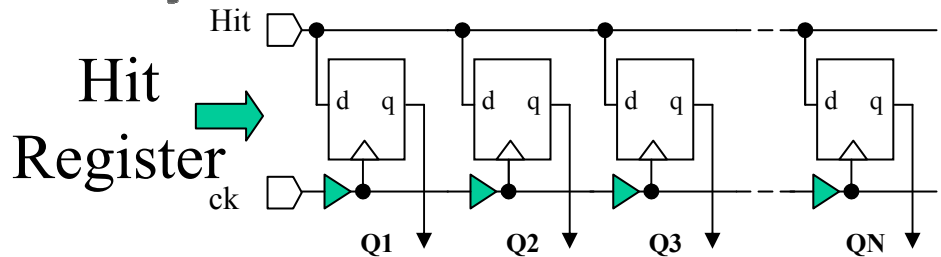 Hit
Hit
Register
d q d q d q d q
ck
Q1 Q2 Q3 QN